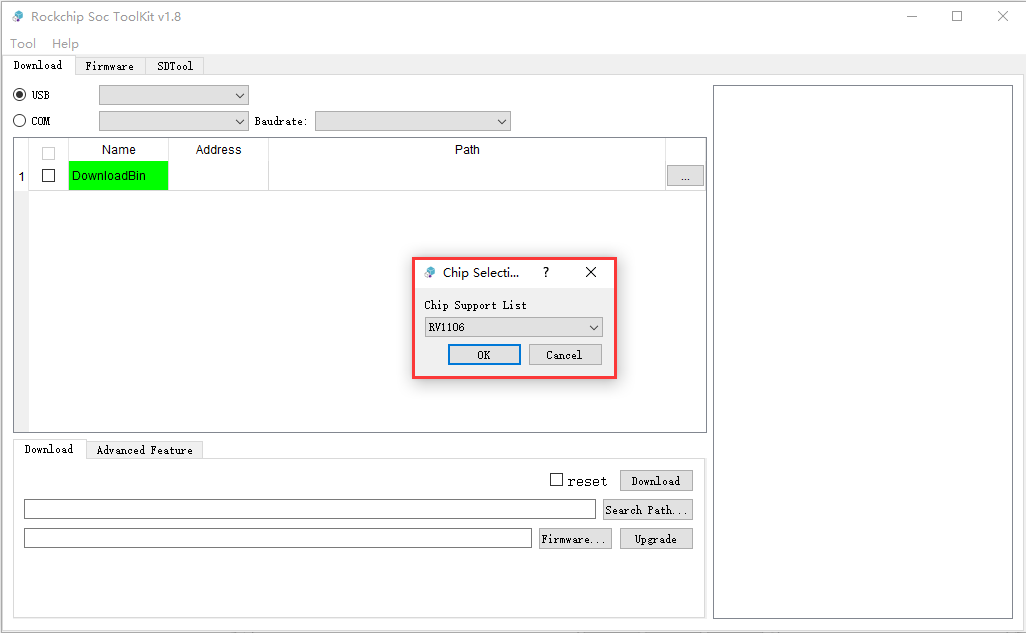 Rockchip Soc ToolKit v1.8
Tool Help
Download Firmware SDTool
USB
COM Baudrate:
Name Address Path
1 DownloadBin ...
Chip Selecti... ?
Chip Support List
RV1106
OK Cancel
Download Advanced Feature
reset Download
Search Path...
Firmware... Upgrade